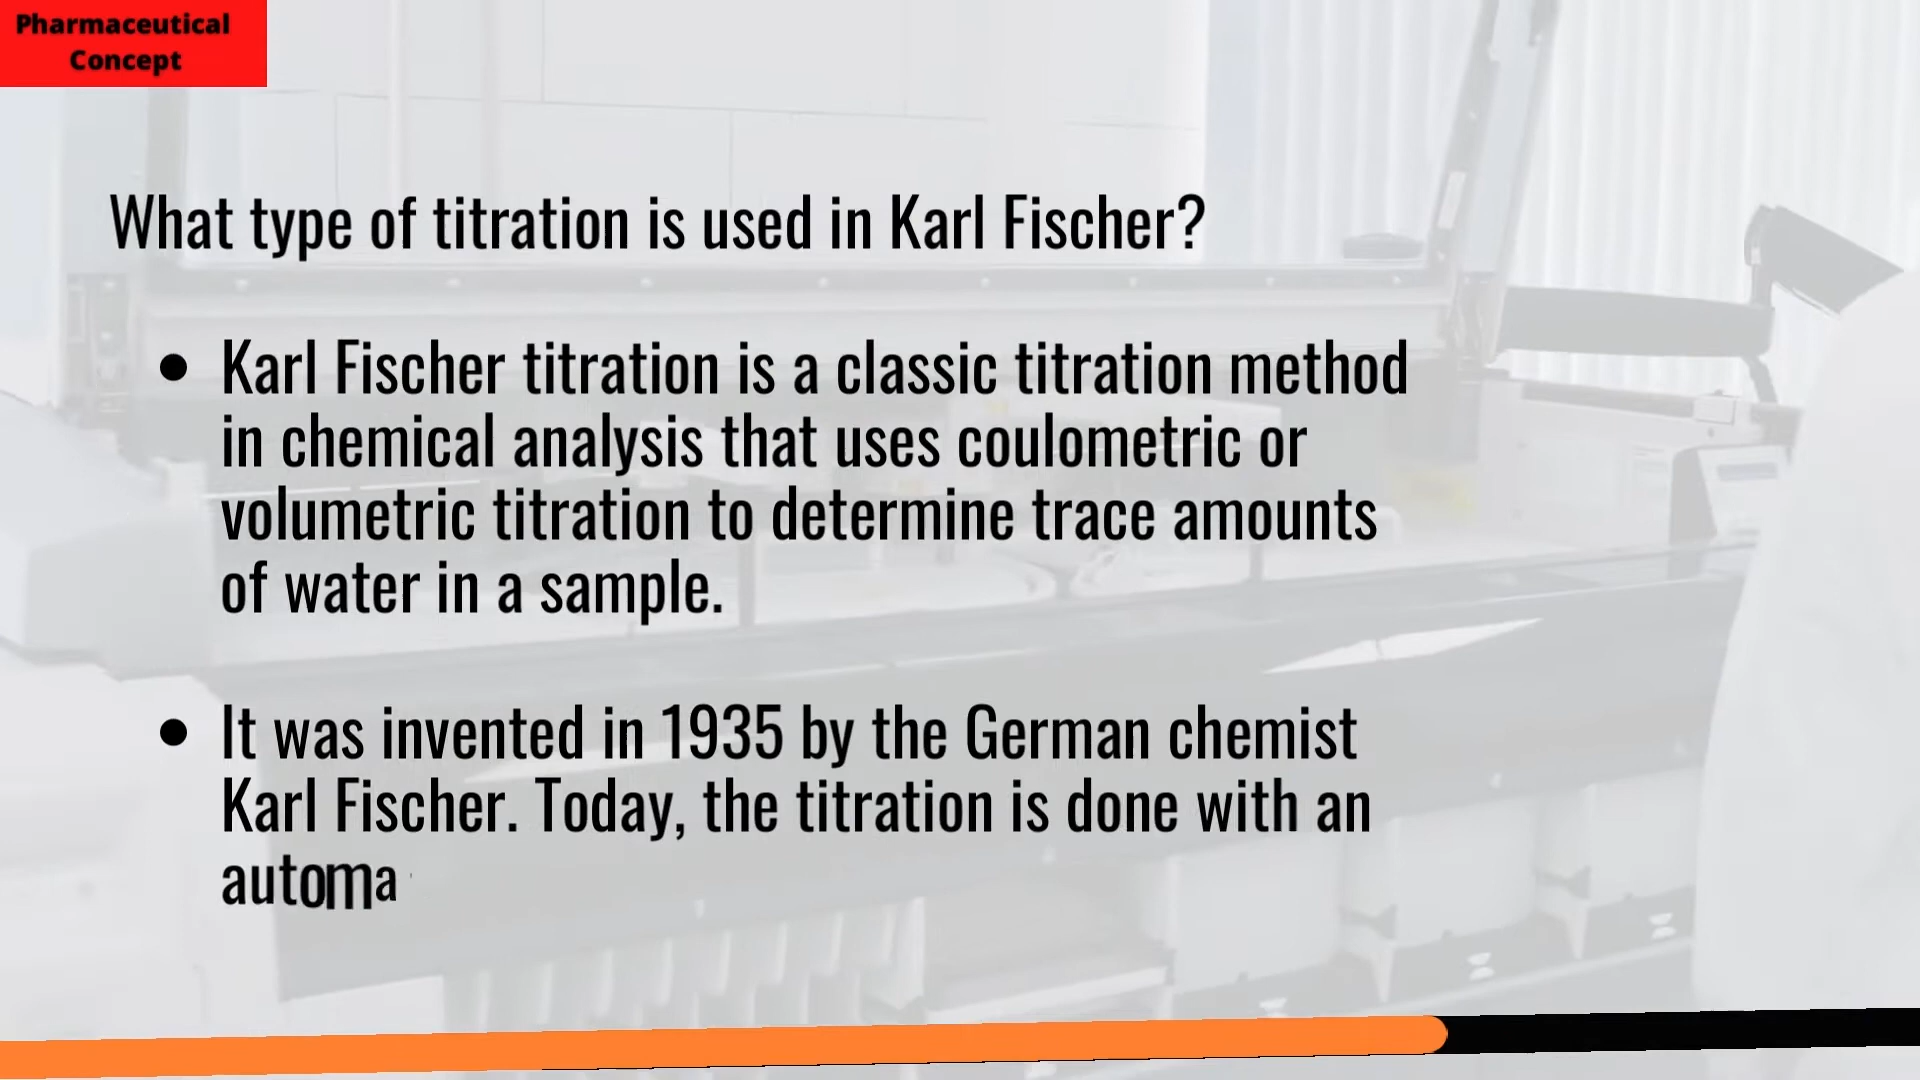 Pharmaceutical
Concept
What type of titration is used in Karl Fischer?
• Karl Fischer titration is a classic titration method
in chemical analysis that uses coulometric or
volumetric titration to determine trace amounts
of water in a sample.
• It was invented in 1935 by the German chemist
Karl Fischer. Today, the titration is done with an
automa